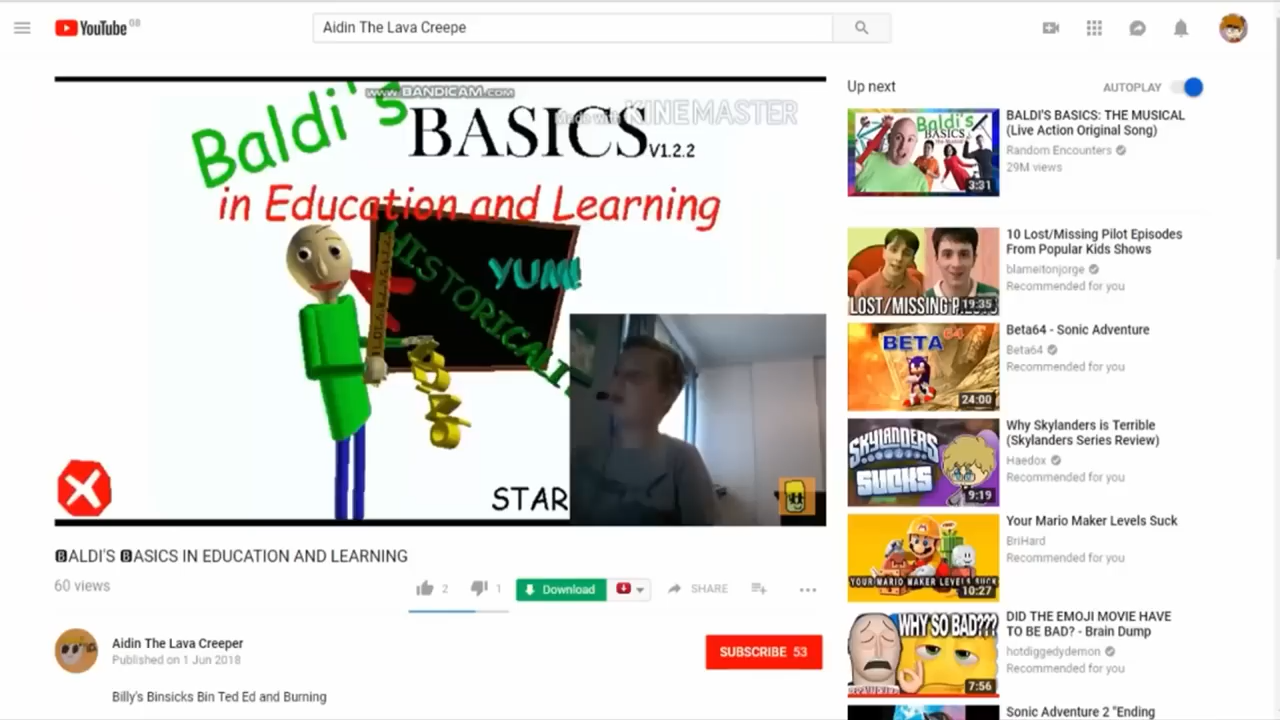 YouTube GB
Aidin The Lava Creepe
www.BANDICAM.com
Made with KINEMASTER
Baldi's
BASICS
V1.2.2
in Education and Learning
HISTORICAL
YUM!
STAR
BALDI'S BASICS IN EDUCATION AND LEARNING
60 views
2
1
Download
SHARE
Aidin The Lava Creeper
Published on 1 Jun 2018
SUBSCRIBE 53
Billy's Binsicks Bin Ted Ed and Burning
Up next
AUTOPLAY
Baldi's
BASICS
3:31
BALDI'S BASICS: THE MUSICAL
(Live Action Original Song)
Random Encounters
29M views
LOST/MISSING
19:35
10 Lost/Missing Pilot Episodes
From Popular Kids Shows
blameitonjorge
Recommended for you
BETA 64
24:00
Beta64 - Sonic Adventure
Beta64
Recommended for you
SKYLANDERS
SUCKS
9:19
Why Skylanders is Terrible
(Skylanders Series Review)
Haedox
Recommended for you
YOUR MARIO MAKER LEVELS SUCK
10:27
Your Mario Maker Levels Suck
BriHard
Recommended for you
WHY SO BAD???
7:56
DID THE EMOJI MOVIE HAVE
TO BE BAD? - Brain Dump
hotdiggedydemon
Recommended for you
Sonic Adventure 2 "Ending